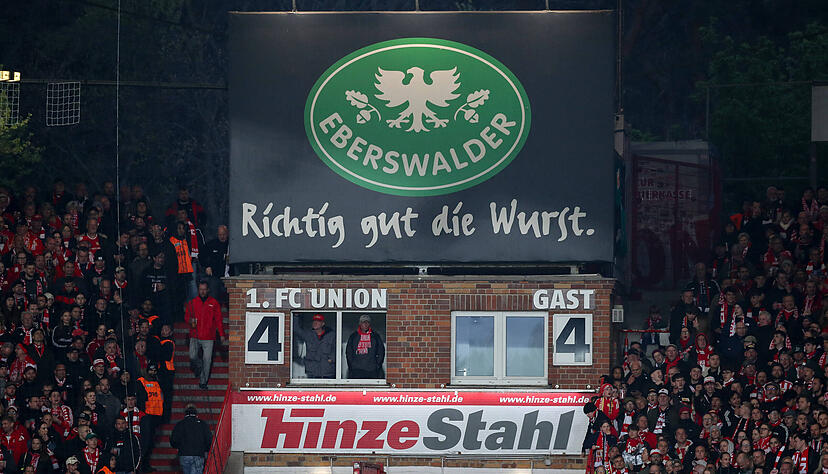 EBERSWALDER
Richtig gut die Wurst.
1. FC UNION GAST
4 4
www.hinze-stahl.de www.hinze-stahl.de www.hinze-stahl.de
HinzeStahl